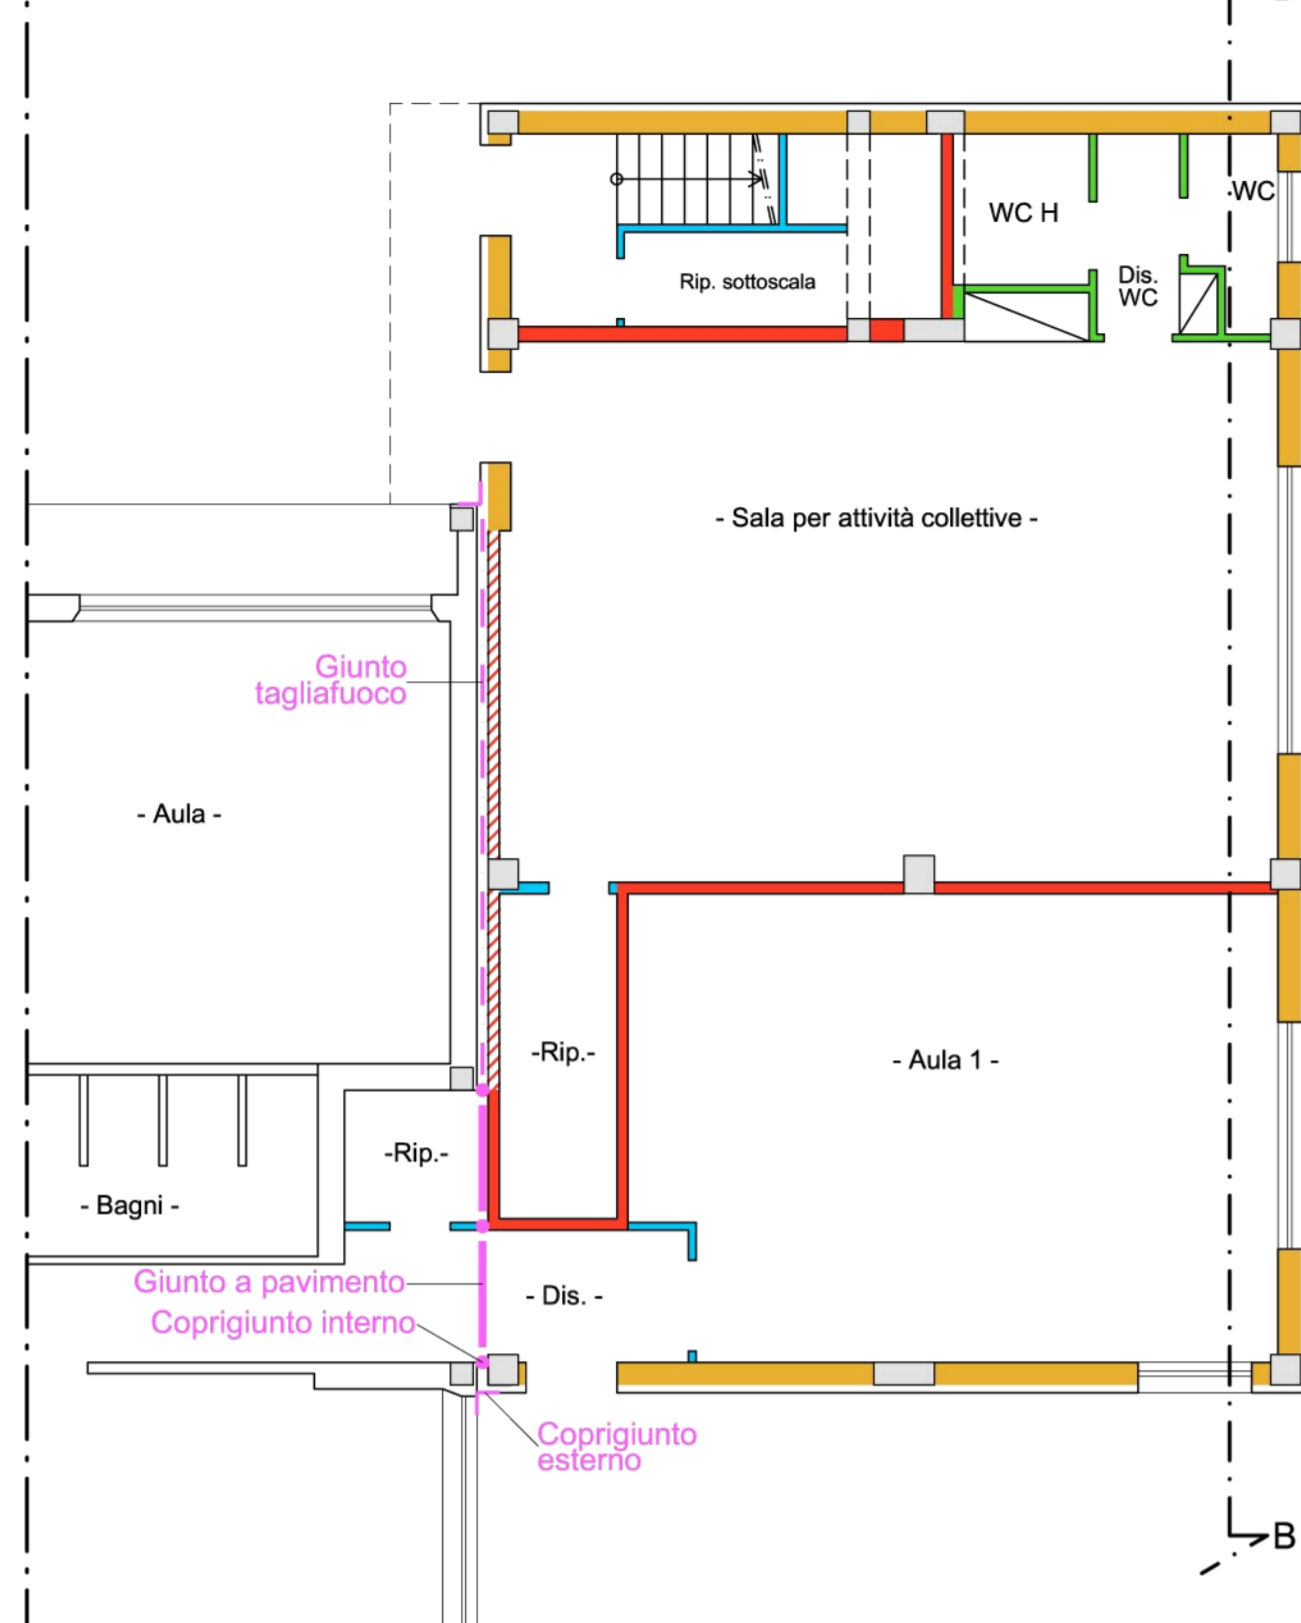 WC
WC H
Dis.
WC
Rip. sottoscala
- Sala per attività collettive -
Giunto
tagliafuoco
- Aula -
-Rip.-
- Aula 1 -
-Rip.-
- Bagni -
Giunto a pavimento
- Dis. -
Coprigiunto interno
Coprigiunto
esterno
B